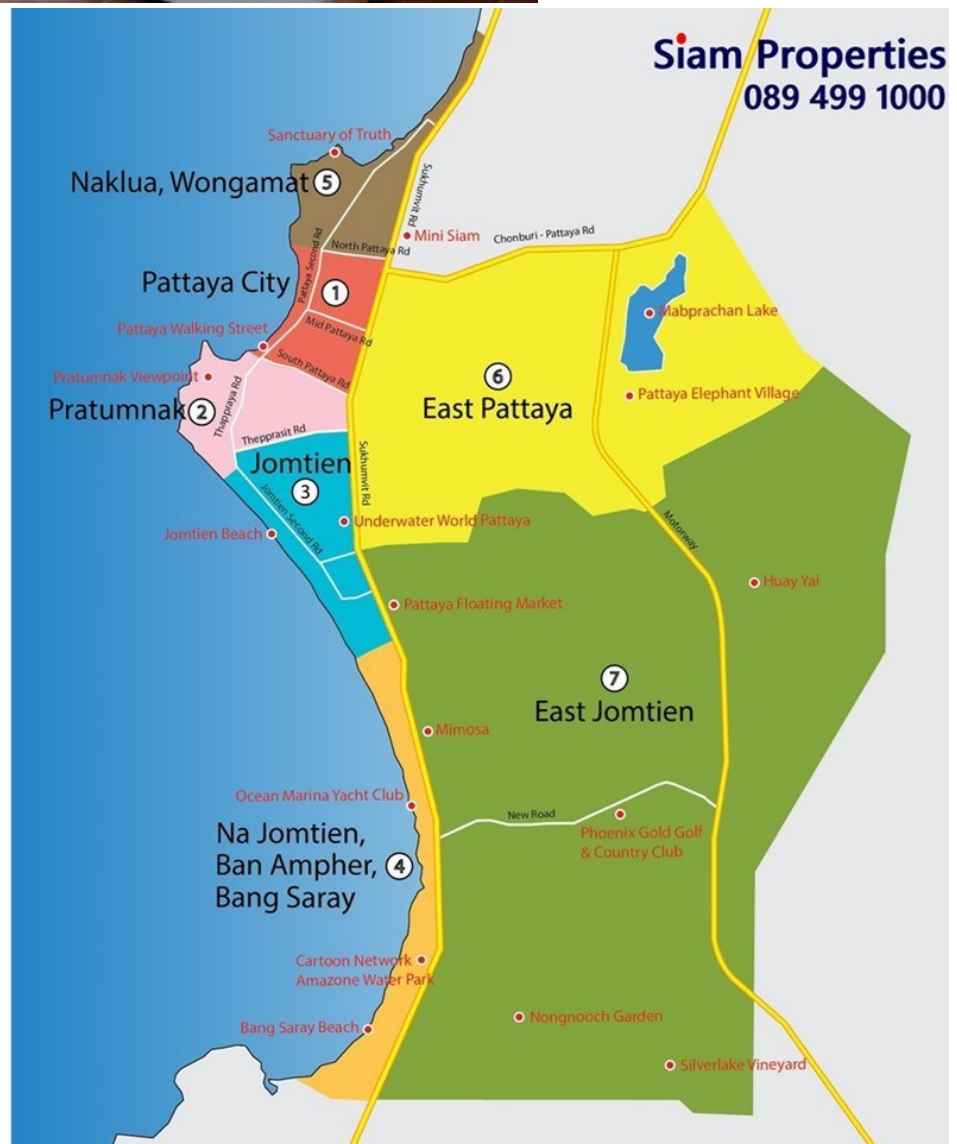 Siam Properties
089 499 1000
Sanctuary of Truth
Naklua, Wongamat 5
Sukhumvit Rd
Mini Siam
North Pattaya Rd
Chonburi - Pattaya Rd
Pattaya Second Rd
Pattaya City
1
Mabprachan Lake
Mid Pattaya Rd
Pattaya Walking Street
South Pattaya Rd
Pratumnak Viewpoint
6
East Pattaya
Pattaya Elephant Village
Pratumnak 2
Thappraya Rd
Thepprasit Rd
Jomtien
3
Sukhumvit Rd
Jomtien Second Rd
Underwater World Pattaya
Jomtien Beach
Motorway
Huay Yai
Pattaya Floating Market
7
East Jomtien
Mimosa
Ocean Marina Yacht Club
New Road
Phoenix Gold Golf
& Country Club
Na Jomtien,
Ban Ampher, 4
Bang Saray
Cartoon Network
Amazone Water Park
Nongnooch Garden
Bang Saray Beach
Silverlake Vineyard